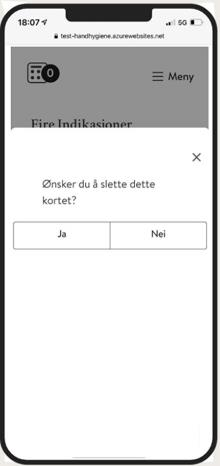 18:07
5G
test-handhygiene.azurewebsites.net
0
Meny
Fire Indikasjoner
Ønsker du å slette dette
kortet?
Ja
Nei